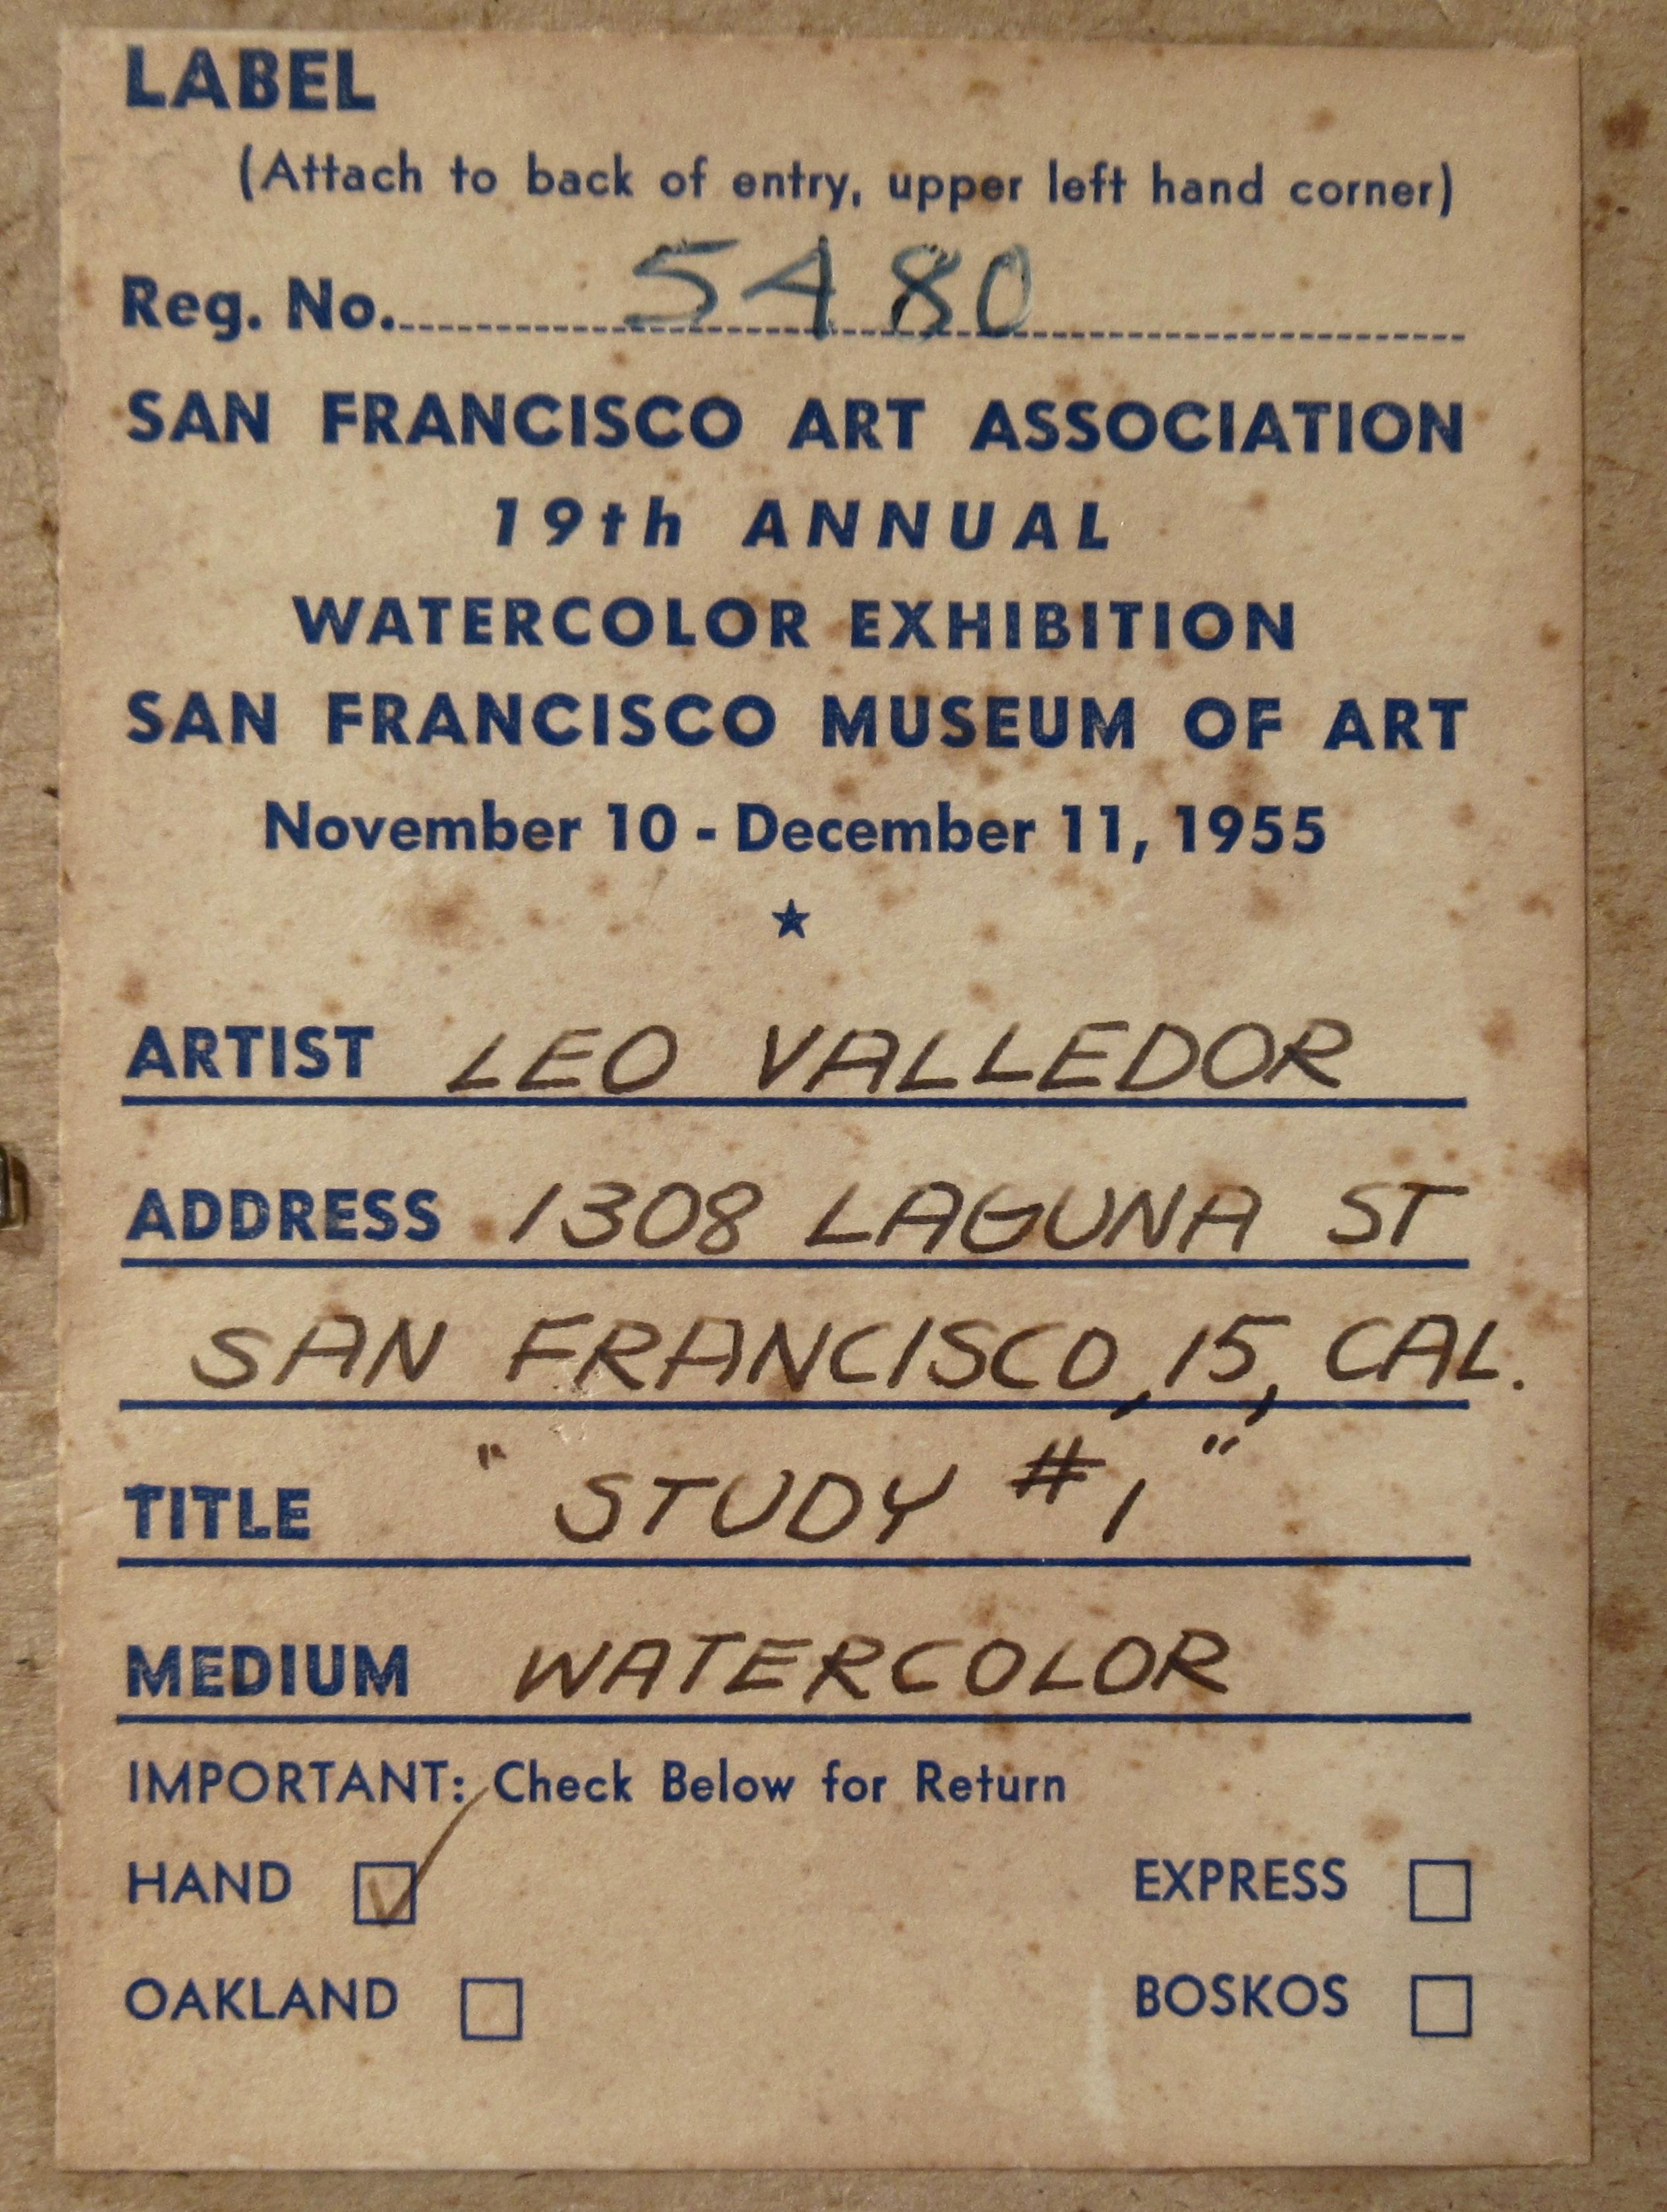 LABEL
(Attach to back of entry, upper left hand corner)
Reg. No. 5480
SAN FRANCISCO ART ASSOCIATION
19th ANNUAL
WATERCOLOR EXHIBITION
SAN FRANCISCO MUSEUM OF ART
November 10 - December 11, 1955
★
ARTIST LEO VALLEDOR
ADDRESS 1308 LAGUNA ST
SAN FRANCISCO, 15, CAL.
TITLE "STUDY #1"
MEDIUM WATERCOLOR
IMPORTANT: Check Below for Return
HAND ☑ EXPRESS ☐
OAKLAND ☐ BOSKOS ☐